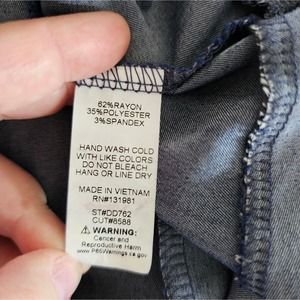 62%RAYON
35%POLYESTER
3%SPANDEX
HAND WASH COLD
WITH LIKE COLORS
DO NOT BLEACH
HANG OR LINE DRY
MADE IN VIETNAM
RN#131981
ST#DD762
CUT#8588
⚠ WARNING:
Cancer and
Reproductive Harm
www.P65Warnings.ca.gov